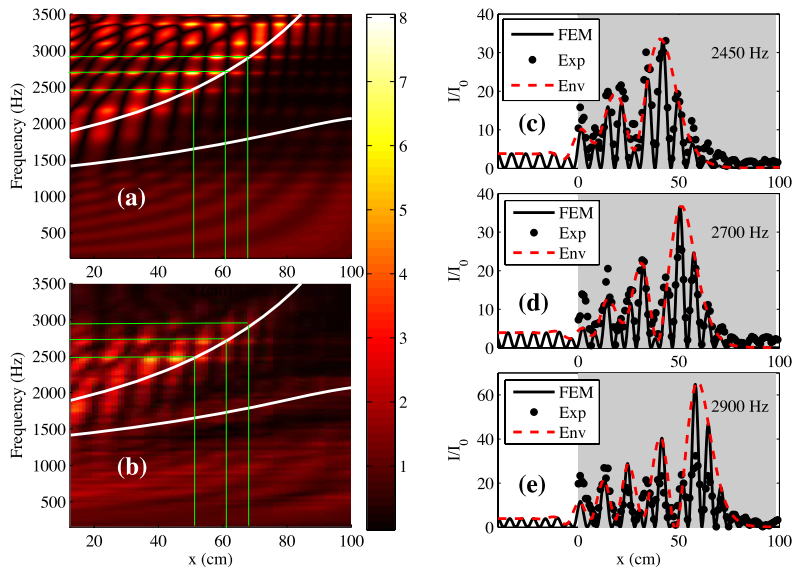 3500
3000
2500
2000
1500
1000
500
Frequency (Hz)
(a)
20 40 60 80 100
3500
3000
2500
2000
1500
1000
500
Frequency (Hz)
(b)
20 40 60 80 100
x (cm)
8
7
6
5
4
3
2
1
40
30
20
10
0
I/I0
FEM
Exp
Env
2450 Hz
(c)
0 50 100
40
30
20
10
0
I/I0
FEM
Exp
Env
2700 Hz
(d)
0 50 100
60
40
20
0
I/I0
FEM
Exp
Env
2900 Hz
(e)
0 50 100
x (cm)